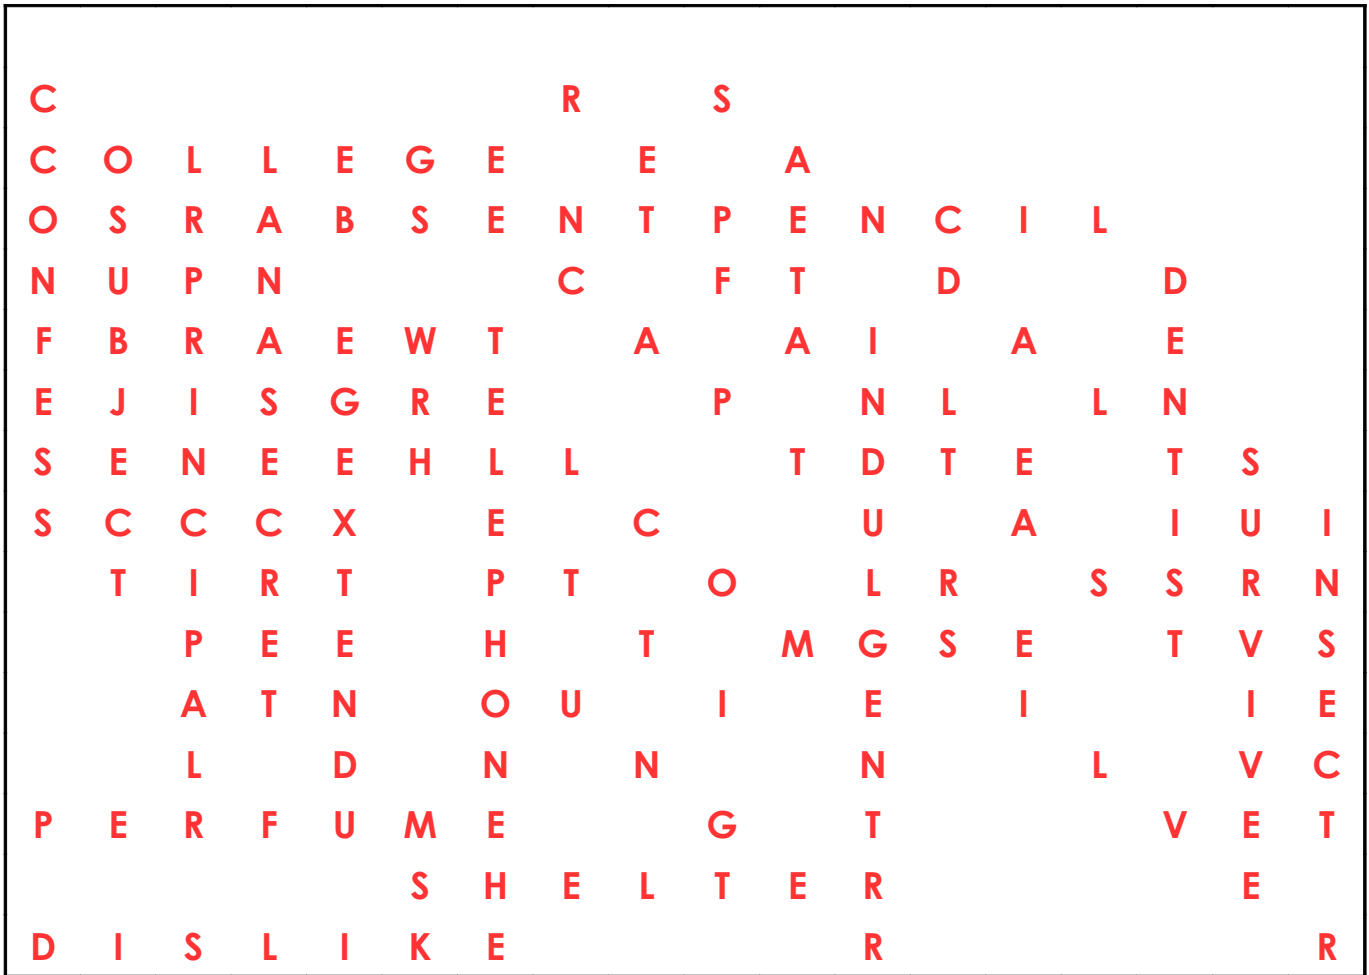 C R S
C O L L E G E E A
O S R A B S E N T P E N C I L
N U P N C F T D D
F B R A E W T A A I A E
E J I S G R E P N L L N
S E N E E H L L T D T E T S
S C C C X E C U A I U I
T I R T P T O L R S S R N
P E E H T M G S E T V S
A T N O U I E I I E
L D N N N L V C
P E R F U M E G T V E T
S H E L T E R E
D I S L I K E R R